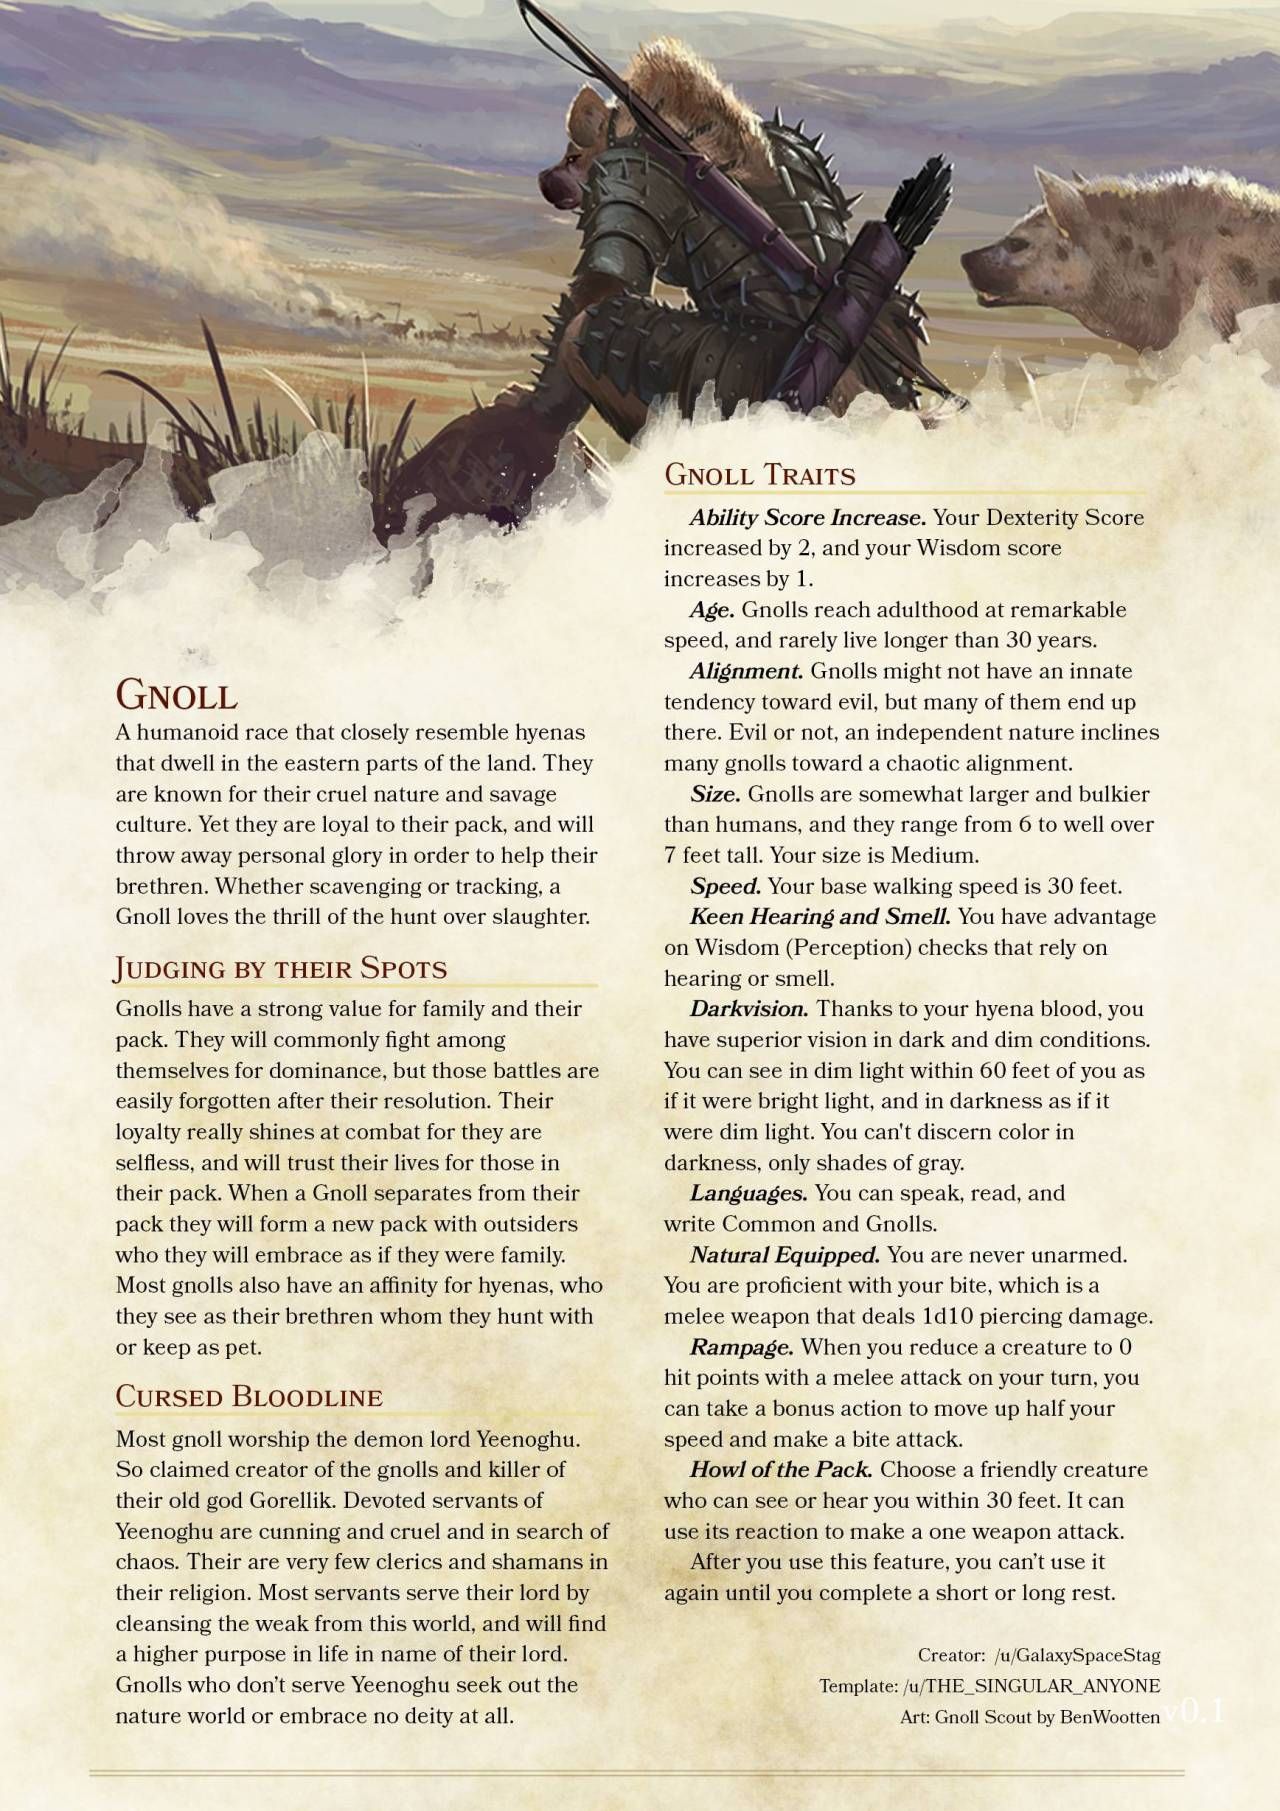 Gnoll
A humanoid race that closely resemble hyenas
that dwell in the eastern parts of the land. They
are known for their cruel nature and savage
culture. Yet they are loyal to their pack, and will
throw away personal glory in order to help their
brethren. Whether scavenging or tracking, a
Gnoll loves the thrill of the hunt over slaughter.
Judging by their Spots
Gnolls have a strong value for family and their
pack. They will commonly fight among
themselves for dominance, but those battles are
easily forgotten after their resolution. Their
loyalty really shines at combat for they are
selfless, and will trust their lives for those in
their pack. When a Gnoll separates from their
pack they will form a new pack with outsiders
who they will embrace as if they were family.
Most gnolls also have an affinity for hyenas, who
they see as their brethren whom they hunt with
or keep as pet.
Cursed Bloodline
Most gnoll worship the demon lord Yeenoghu.
So claimed creator of the gnolls and killer of
their old god Gorellik. Devoted servants of
Yeenoghu are cunning and cruel and in search of
chaos. Their are very few clerics and shamans in
their religion. Most servants serve their lord by
cleansing the weak from this world, and will find
a higher purpose in life in name of their lord.
Gnolls who don't serve Yeenoghu seek out the
nature world or embrace no deity at all.
Gnoll Traits
Ability Score Increase. Your Dexterity Score
increased by 2, and your Wisdom score
increases by 1.
Age. Gnolls reach adulthood at remarkable
speed, and rarely live longer than 30 years.
Alignment. Gnolls might not have an innate
tendency toward evil, but many of them end up
there. Evil or not, an independent nature inclines
many gnolls toward a chaotic alignment.
Size. Gnolls are somewhat larger and bulkier
than humans, and they range from 6 to well over
7 feet tall. Your size is Medium.
Speed. Your base walking speed is 30 feet.
Keen Hearing and Smell. You have advantage
on Wisdom (Perception) checks that rely on
hearing or smell.
Darkvision. Thanks to your hyena blood, you
have superior vision in dark and dim conditions.
You can see in dim light within 60 feet of you as
if it were bright light, and in darkness as if it
were dim light. You can't discern color in
darkness, only shades of gray.
Languages. You can speak, read, and
write Common and Gnolls.
Natural Equipped. You are never unarmed.
You are proficient with your bite, which is a
melee weapon that deals 1d10 piercing damage.
Rampage. When you reduce a creature to 0
hit points with a melee attack on your turn, you
can take a bonus action to move up half your
speed and make a bite attack.
Howl of the Pack. Choose a friendly creature
who can see or hear you within 30 feet. It can
use its reaction to make a one weapon attack.
After you use this feature, you can't use it
again until you complete a short or long rest.
Creator: /u/GalaxySpaceStag
Template: /u/THE_SINGULAR_ANYONE
Art: Gnoll Scout by BenWootten
v0.1